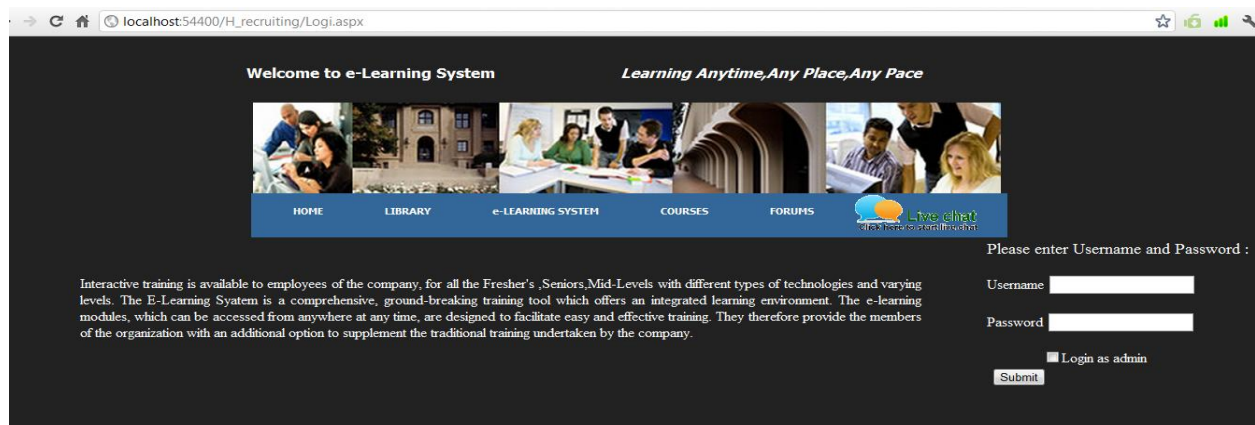 localhost:54400/H_recruiting/Logi.aspx
Welcome to e-Learning System
Learning Anytime,Any Place,Any Pace
HOME
LIBRARY
e-LEARNING SYSTEM
COURSES
FORUMS
Live chat
Click here to start live chat
Please enter Username and Password :
Interactive training is available to employees of the company, for all the Fresher's ,Seniors,Mid-Levels with different types of technologies and varying
levels. The E-Learning Syatem is a comprehensive, ground-breaking training tool which offers an integrated learning environment. The e-learning
modules, which can be accessed from anywhere at any time, are designed to facilitate easy and effective training. They therefore provide the members
of the organization with an additional option to supplement the traditional training undertaken by the company.
Username
Password
Login as admin
Submit